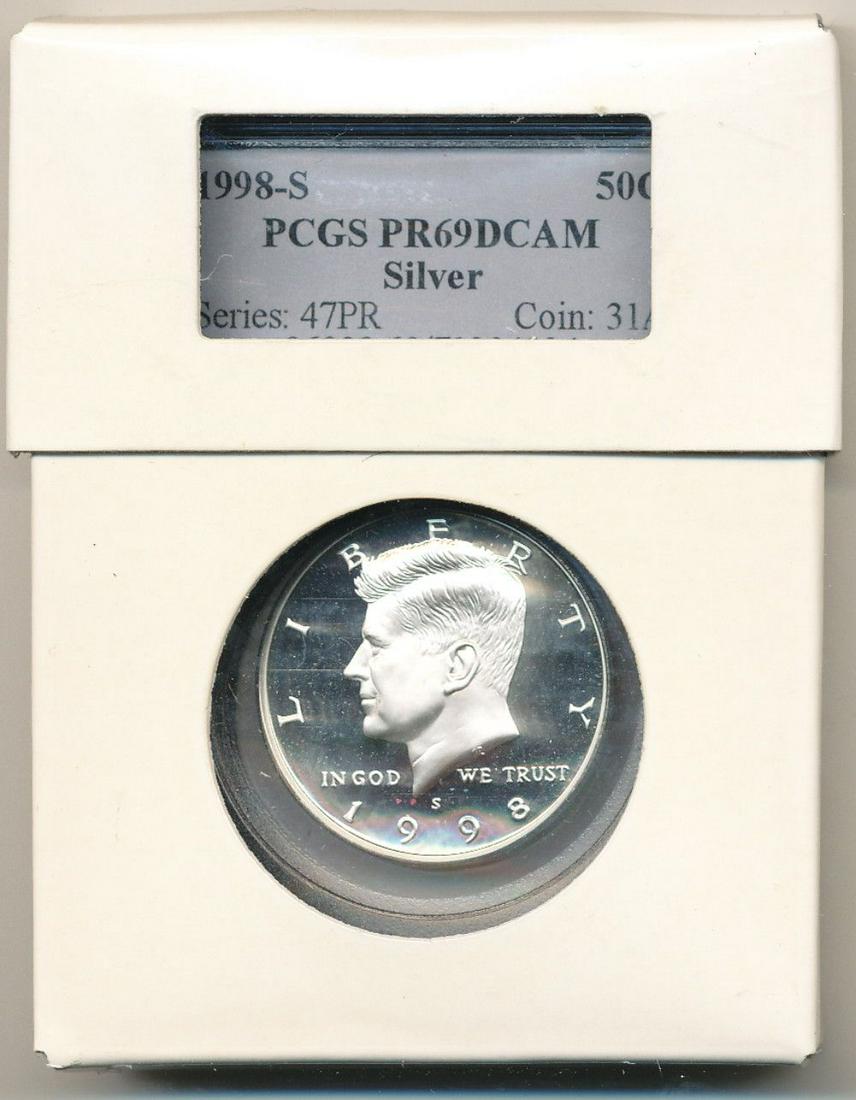 1998-S 50C
PCGS PR69DCAM
Silver
Series: 47PR Coin: 31
LIBERTY
IN GOD WE TRUST
S
1998